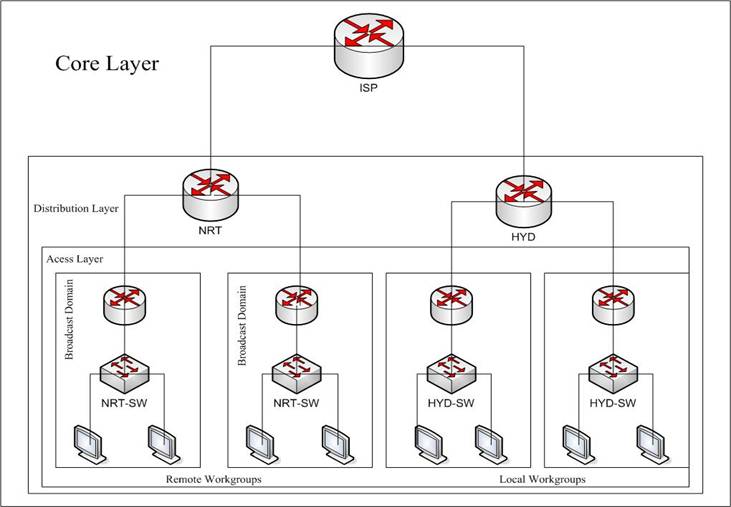 Core Layer
ISP
Distribution Layer
NRT
HYD
Acess Layer
Broadcast Domain
Broadcast Domain
NRT-SW
NRT-SW
HYD-SW
HYD-SW
Remote Workgroups
Local Workgroups